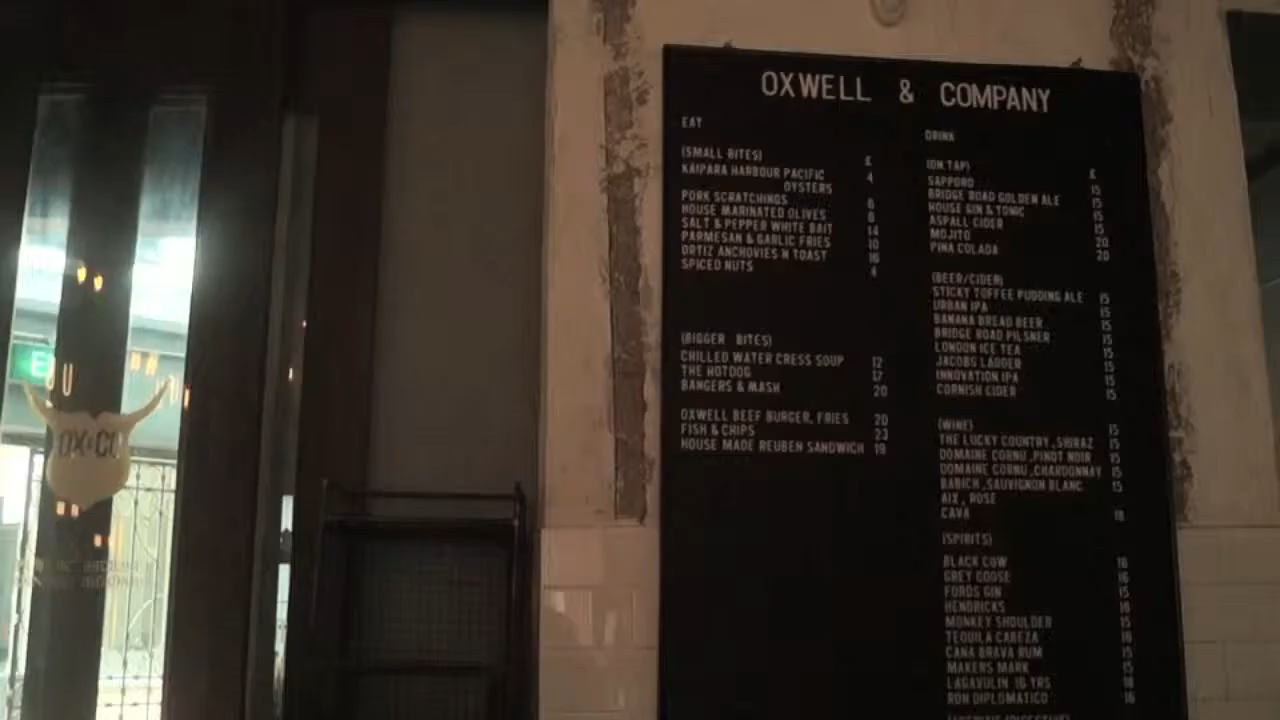 OXWELL & COMPANY
EAT
(SMALL BITES) £
KAIPARA HARBOUR PACIFIC 4
OYSTERS
PORK SCRATCHINGS 6
HOUSE MARINATED OLIVES 8
SALT & PEPPER WHITE BAIT 14
PARMESAN & GARLIC FRIES 10
ORTIZ ANCHOVIES N TOAST 16
SPICED NUTS 4
(BIGGER BITES)
CHILLED WATER CRESS SOUP 12
THE HOTDOG 17
BANGERS & MASH 20
OXWELL BEEF BURGER, FRIES 20
FISH & CHIPS 23
HOUSE MADE REUBEN SANDWICH 19
DRINK
(ON TAP) £
SAPPORO 15
BRIDGE ROAD GOLDEN ALE 15
HOUSE GIN & TONIC 15
ASPALL CIDER 15
MOJITO 20
PINA COLADA 20
(BEER/CIDER)
STICKY TOFFEE PUDDING ALE 15
URBAN IPA 15
BANANA BREAD BEER 15
BRIDGE ROAD PILSNER 15
LONDON ICE TEA 15
JACOBS LADDER 15
INNOVATION IPA 15
CORNISH CIDER 15
(WINE) 15
THE LUCKY COUNTRY, SHIRAZ 15
DOMAINE CORNU, PINOT NOIR 15
DOMAINE CORNU, CHARDONNAY 15
BABICH, SAUVIGNON BLANC 15
AIX, ROSE
CAVA 18
(SPIRITS)
BLACK COW 16
GREY GOOSE 16
FORDS GIN 15
HENDRICKS 16
MONKEY SHOULDER 15
TEQUILA CABEZA 16
CANA BRAVA RUM 15
MAKERS MARK 15
LAGAVULIN 16 YRS 18
RON DIPLOMATICO 16
OX & CO